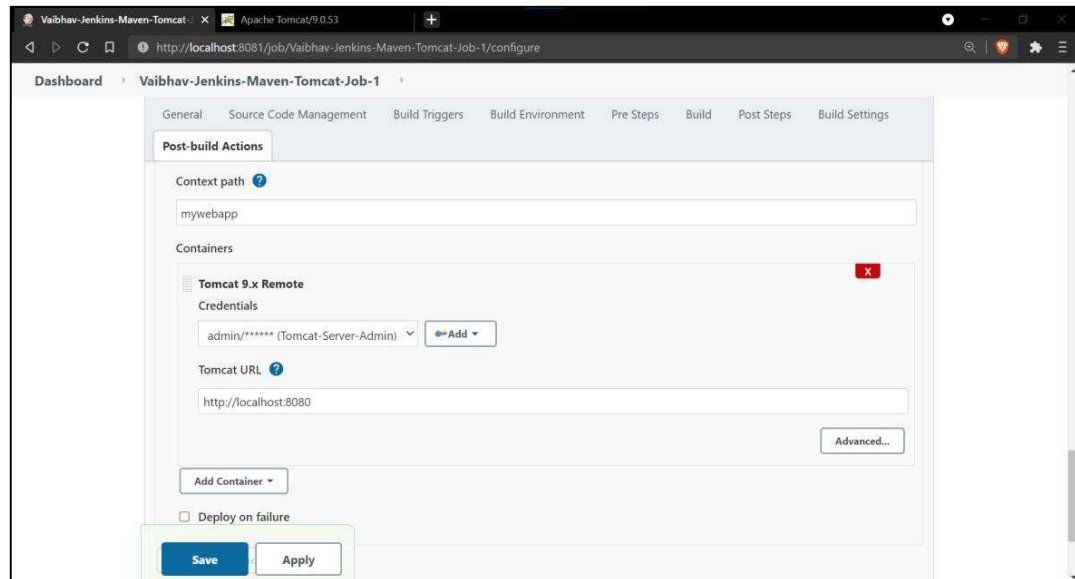 Vaibhav-Jenkins-Maven-Tomcat-J X Apache Tomcat/9.0.53 +
http://localhost:8081/job/Vaibhav-Jenkins-Maven-Tomcat-Job-1/configure
Dashboard Vaibhav-Jenkins-Maven-Tomcat-Job-1
General Source Code Management Build Triggers Build Environment Pre Steps Build Post Steps Build Settings
Post-build Actions
Context path ?
mywebapp
Containers
X
Tomcat 9.x Remote
Credentials
admin/****** (Tomcat-Server-Admin) Add
Tomcat URL ?
http://localhost:8080
Advanced...
Add Container
Deploy on failure
Save Apply